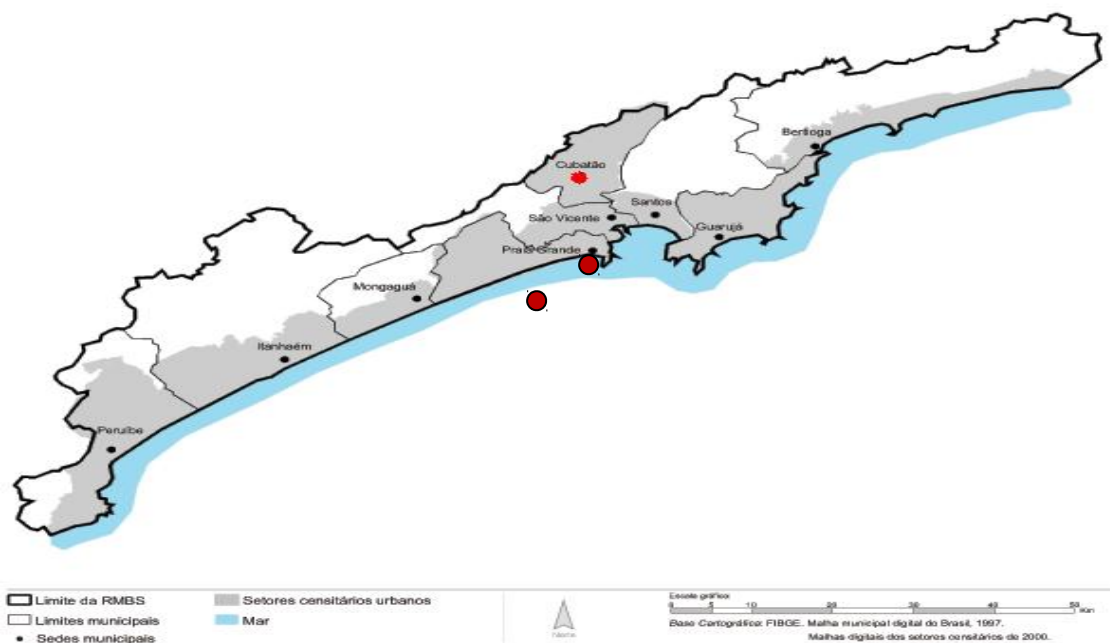 Bertioga
Cubatão
Santos
São Vicente
Guarujá
Praia Grande
Mongaguá
Itanhaém
Peruíbe
Limite da RMBS
Setores censitários urbanos
Limites municipais
Mar
Sedes municipais
Norte
Escala gráfica
0 5 10 20 30 40 50
Km
Base Cartográfica: FIBGE. Malha municipal digital do Brasil, 1997.
Malhas digitais dos setores censitários de 2000.